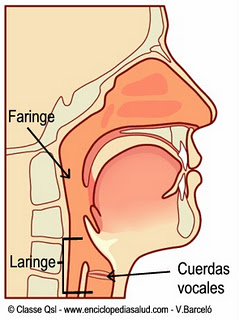 Faringe
Laringe
Cuerdas
vocales
© Classe Qsl - www.enciclopediasalud.com - V.Barceló